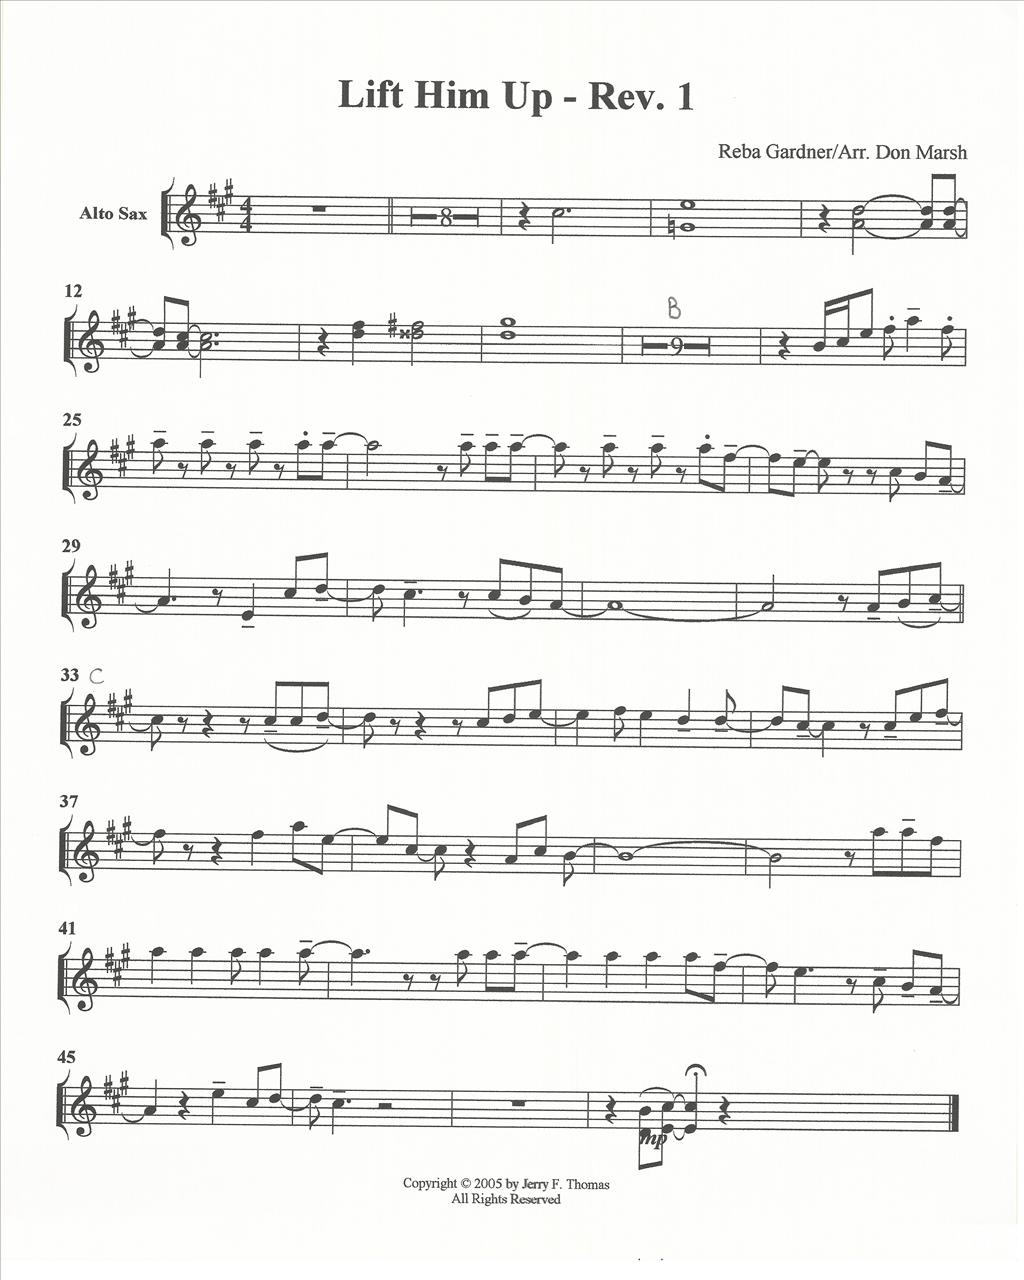 Lift Him Up - Rev. 1
Reba Gardner/Arr. Don Marsh
Alto Sax
4
4
8
12
B
9
25
29
33 C
37
41
45
mp
Copyright © 2005 by Jerry F. Thomas
All Rights Reserved